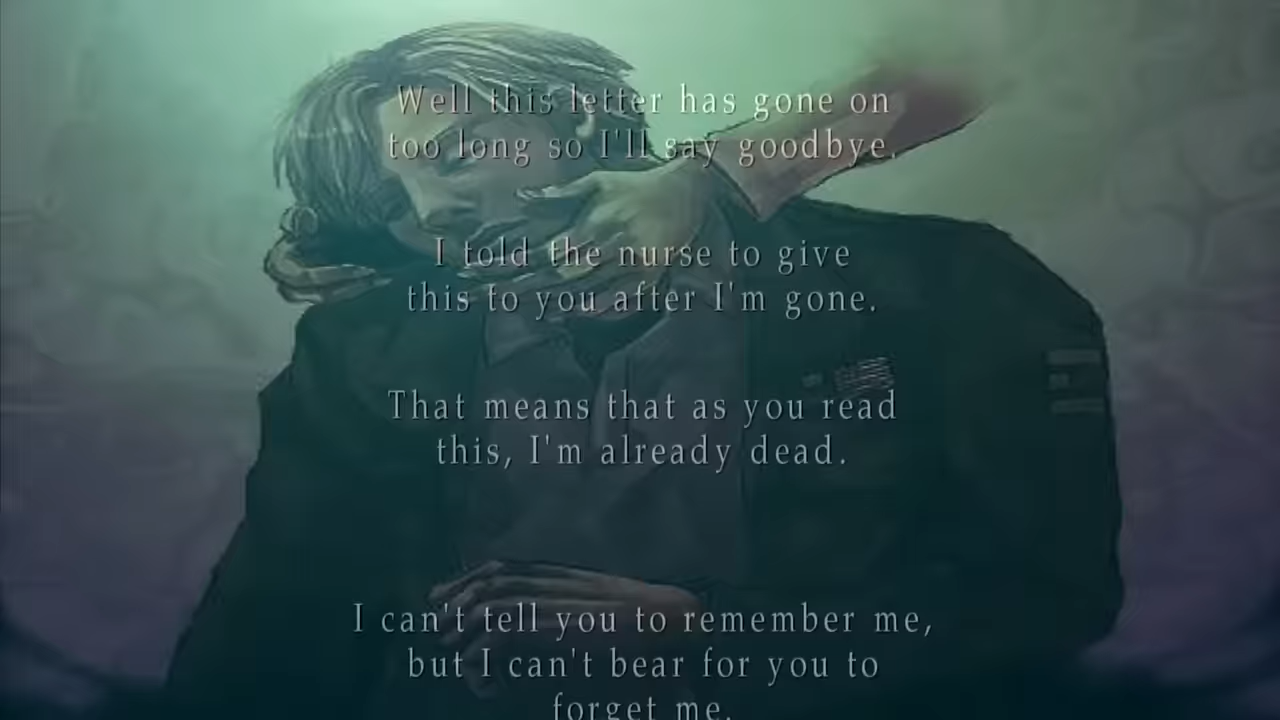 Well this letter has gone on
too long so I'll say goodbye.
I told the nurse to give
this to you after I'm gone.
That means that as you read
this, I'm already dead.
I can't tell you to remember me,
but I can't bear for you to
forget me.